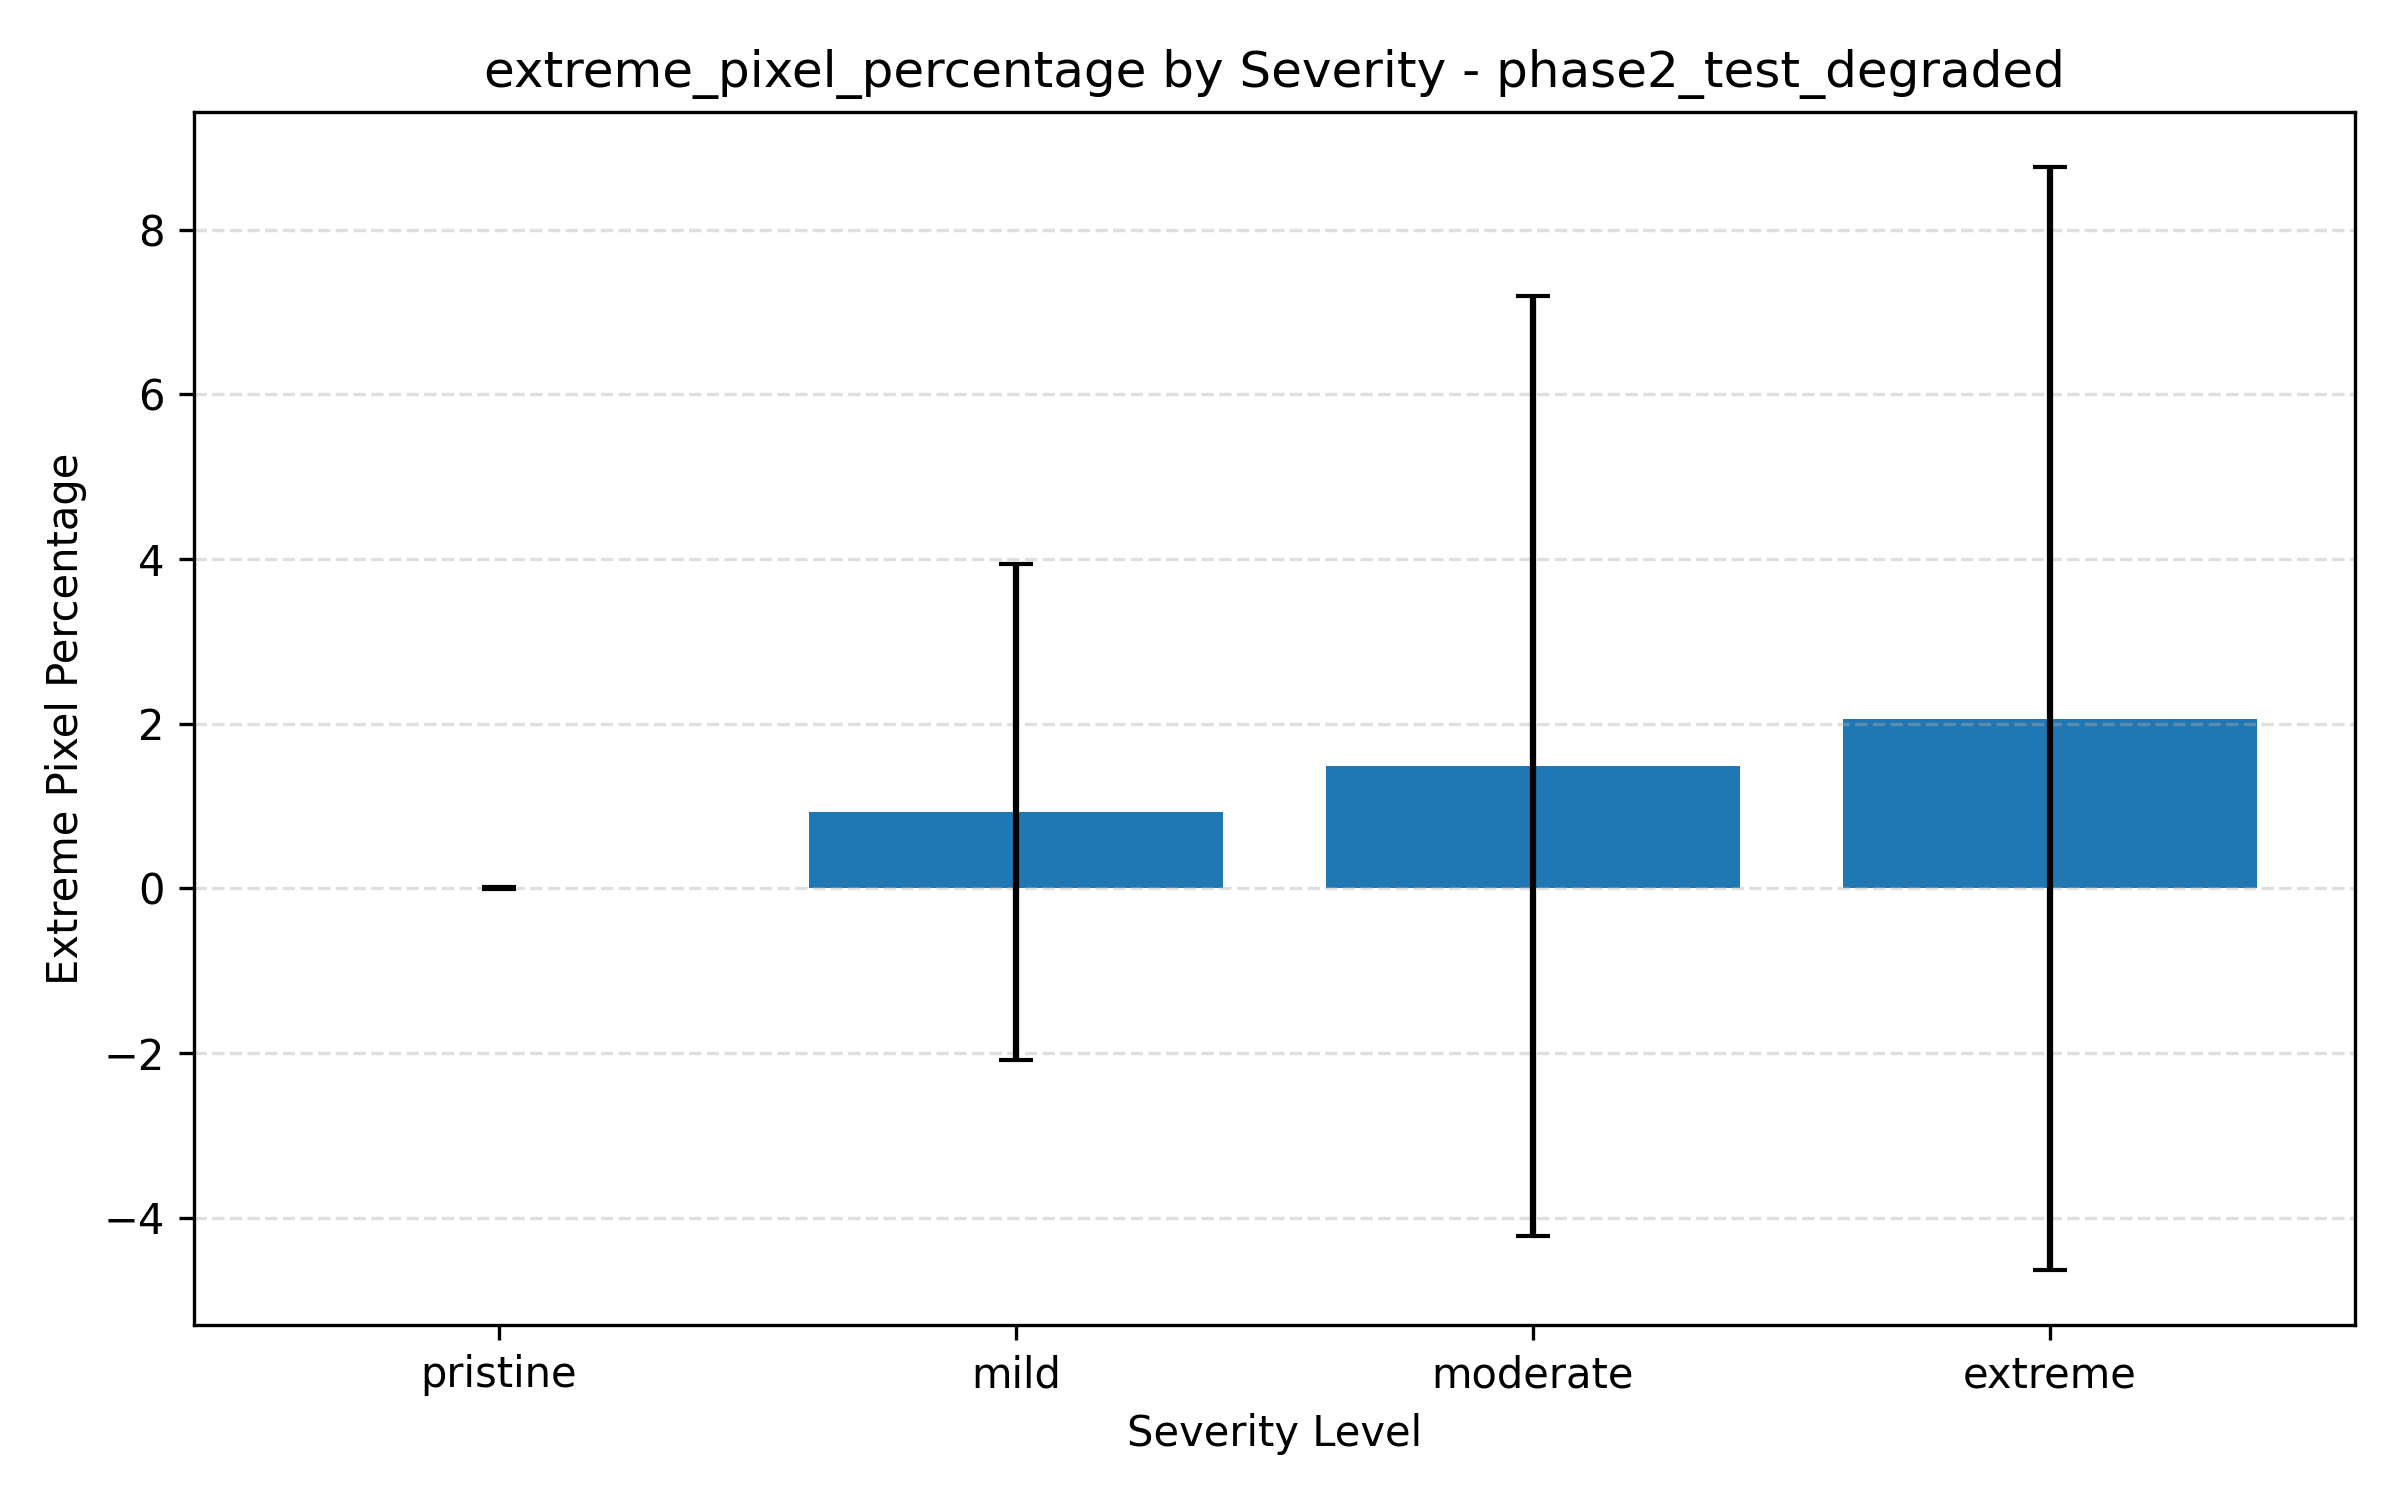 extreme_pixel_percentage by Severity - phase2_test_degraded
Extreme Pixel Percentage
8
6
4
2
0
−2
−4
pristine mild moderate extreme
Severity Level